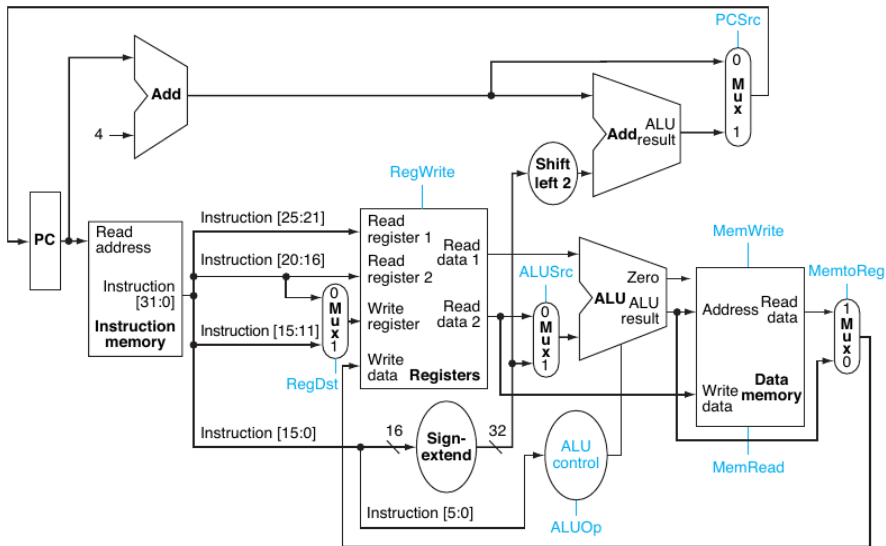 PCSrc
0
M
u
x
1
Add
4
Add
ALU
result
Shift
left 2
RegWrite
PC
Read
address
Instruction
[31:0]
Instruction
memory
Instruction [25:21]
Instruction [20:16]
Instruction [15:11]
0
M
u
x
1
RegDst
Read
register 1
Read
register 2
Write
register
Write
data
Read
data 1
Read
data 2
Registers
ALUSrc
0
M
u
x
1
Zero
ALU
ALU
result
MemWrite
Address
Read
data
Write
data
Data
memory
MemRead
MemtoReg
1
M
u
x
0
Instruction [15:0]
16
Sign-
extend
32
ALU
control
Instruction [5:0]
ALUOp